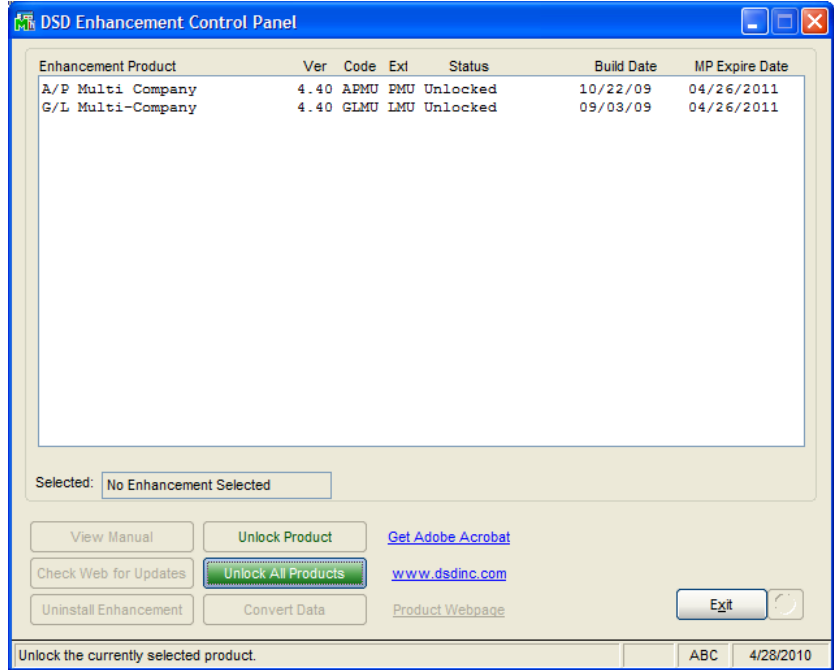 DSD Enhancement Control Panel
Enhancement Product Ver Code Ext Status Build Date MP Expire Date
A/P Multi Company 4.40 APMU PMU Unlocked 10/22/09 04/26/2011
G/L Multi-Company 4.40 GLMU LMU Unlocked 09/03/09 04/26/2011
Selected: No Enhancement Selected
View Manual Unlock Product Get Adobe Acrobat
Check Web for Updates Unlock All Products www.dsdinc.com
Uninstall Enhancement Convert Data Product Webpage Exit
Unlock the currently selected product. ABC 4/28/2010